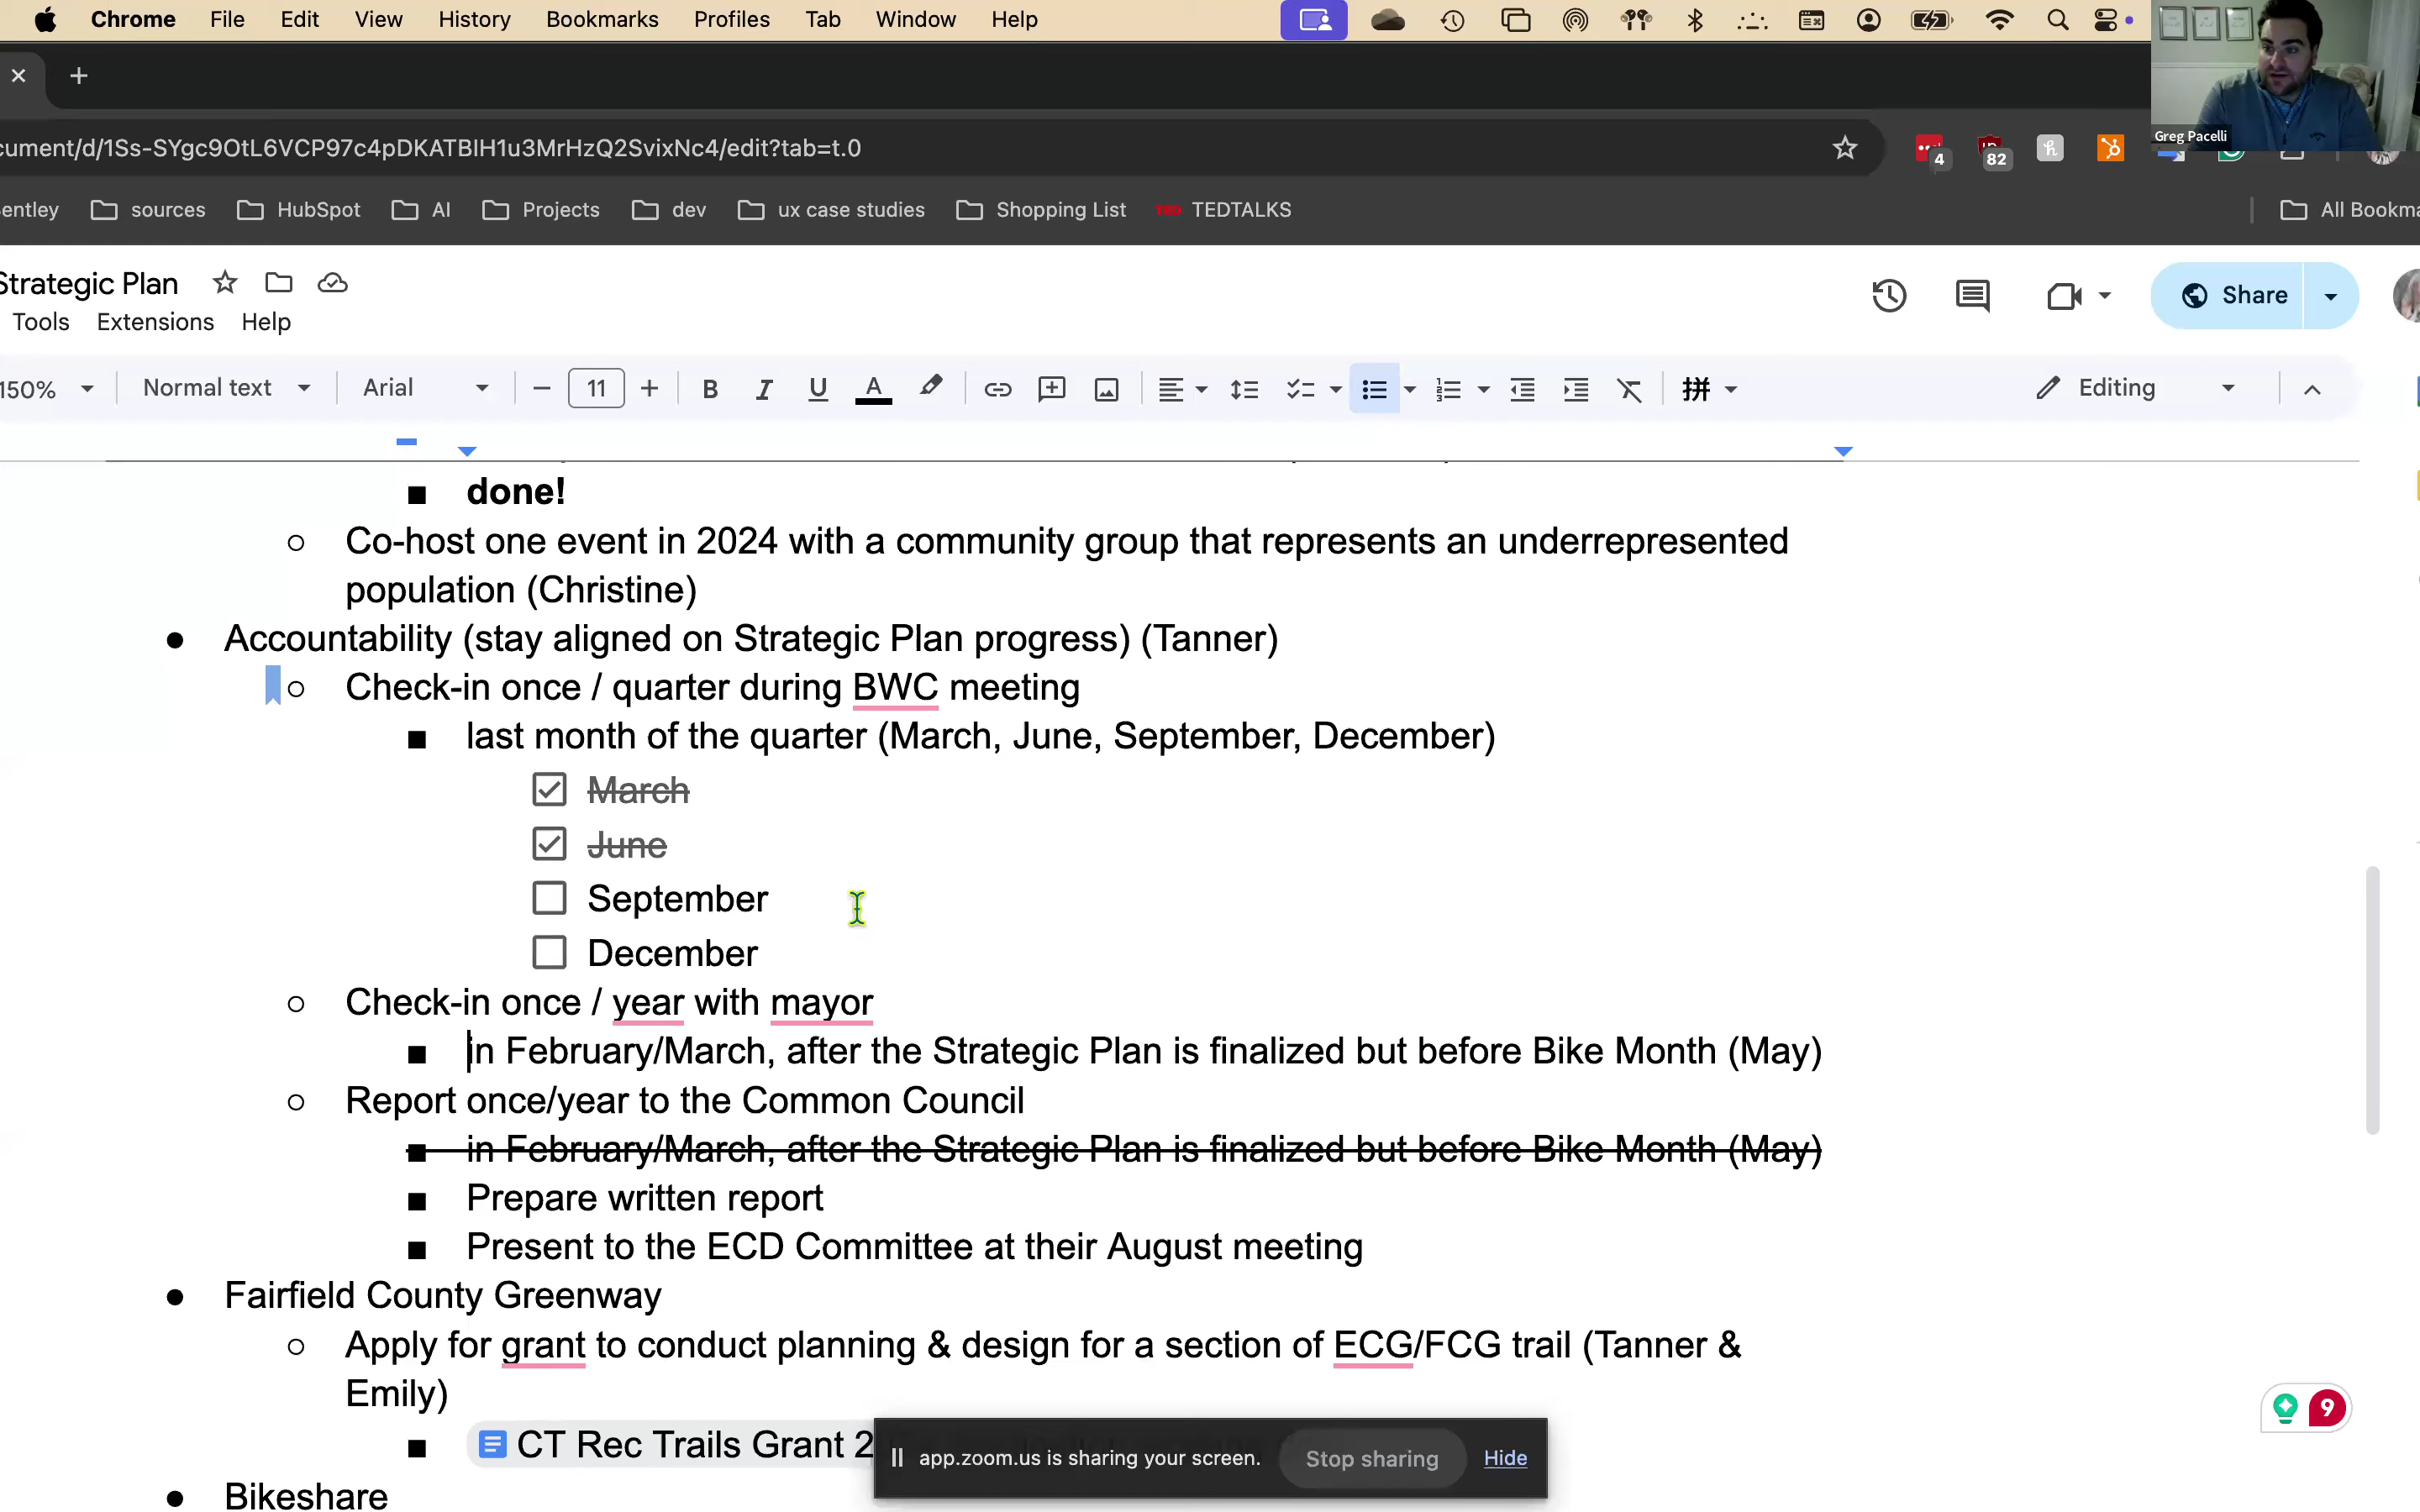 Chrome File Edit View History Bookmarks Profiles Tab Window Help
Greg Pacelli
cument/d/1Ss-SYgc9OtL6VCP97c4pDKATBIH1u3MrHzQ2SvixNc4/edit?tab=t.0
4 82
entley sources HubSpot AI Projects dev ux case studies Shopping List TED TEDTALKS All Bookma
Strategic Plan
Share
Tools Extensions Help
150% Normal text Arial 11 B I U A 拼 Editing
done!
Co-host one event in 2024 with a community group that represents an underrepresented
population (Christine)
Accountability (stay aligned on Strategic Plan progress) (Tanner)
Check-in once / quarter during BWC meeting
last month of the quarter (March, June, September, December)
March
June
September
December
Check-in once / year with mayor
in February/March, after the Strategic Plan is finalized but before Bike Month (May)
Report once/year to the Common Council
in February/March, after the Strategic Plan is finalized but before Bike Month (May)
Prepare written report
Present to the ECD Committee at their August meeting
Fairfield County Greenway
Apply for grant to conduct planning & design for a section of ECG/FCG trail (Tanner &
Emily)
9
CT Rec Trails Grant 2
app.zoom.us is sharing your screen. Stop sharing Hide
Bikeshare